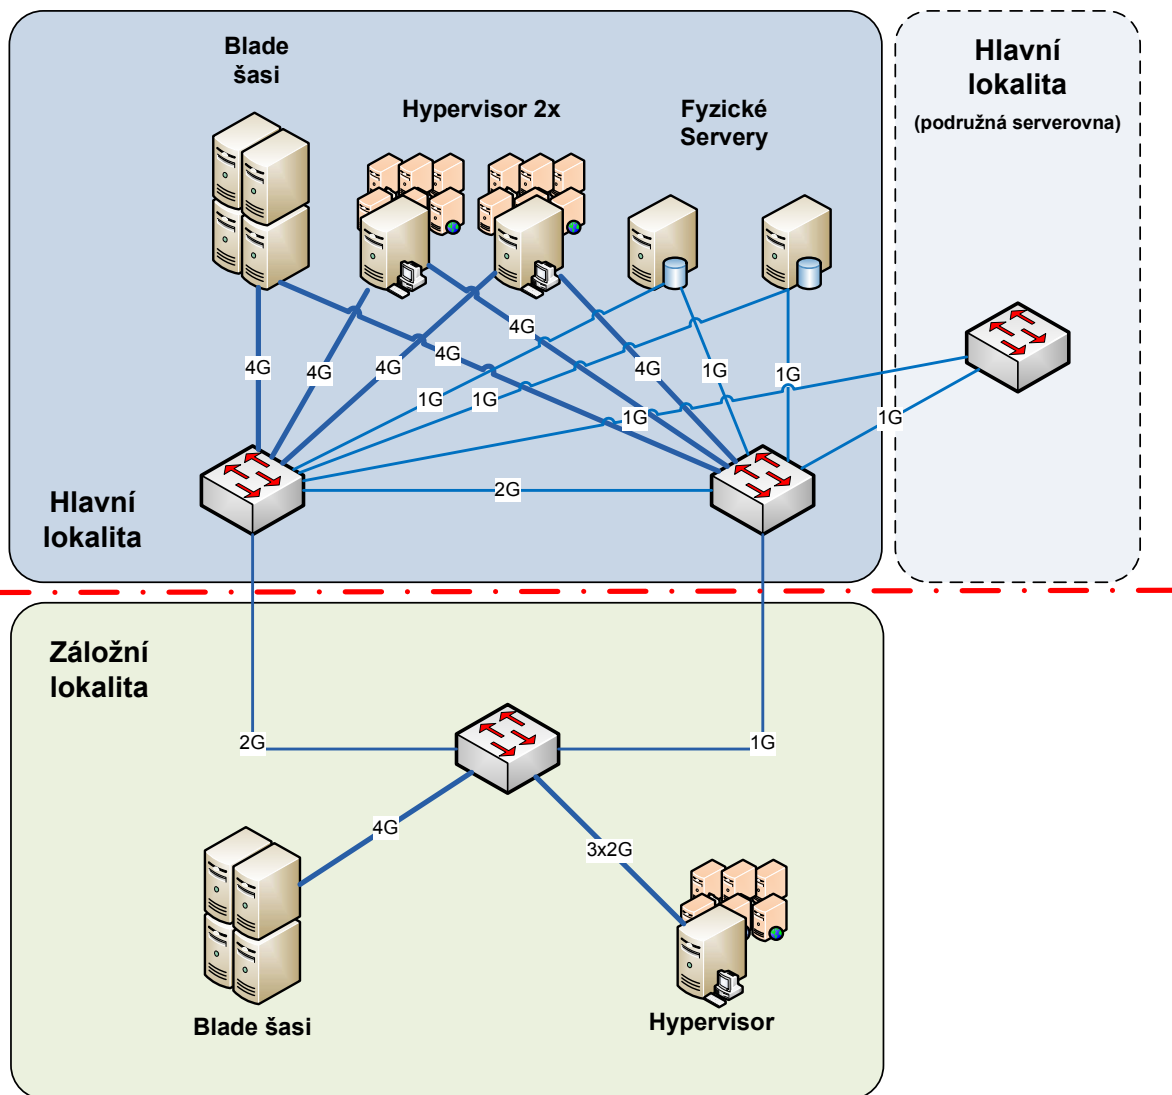 Blade
šasi
Hypervisor 2x
Fyzické
Servery
Hlavní
lokalita
(podružná serverovna)
4G
4G
4G
4G
4G
4G
1G
1G
1G
1G
1G
1G
2G
Hlavní
lokalita
Záložní
lokalita
2G
1G
4G
3x2G
Blade šasi
Hypervisor